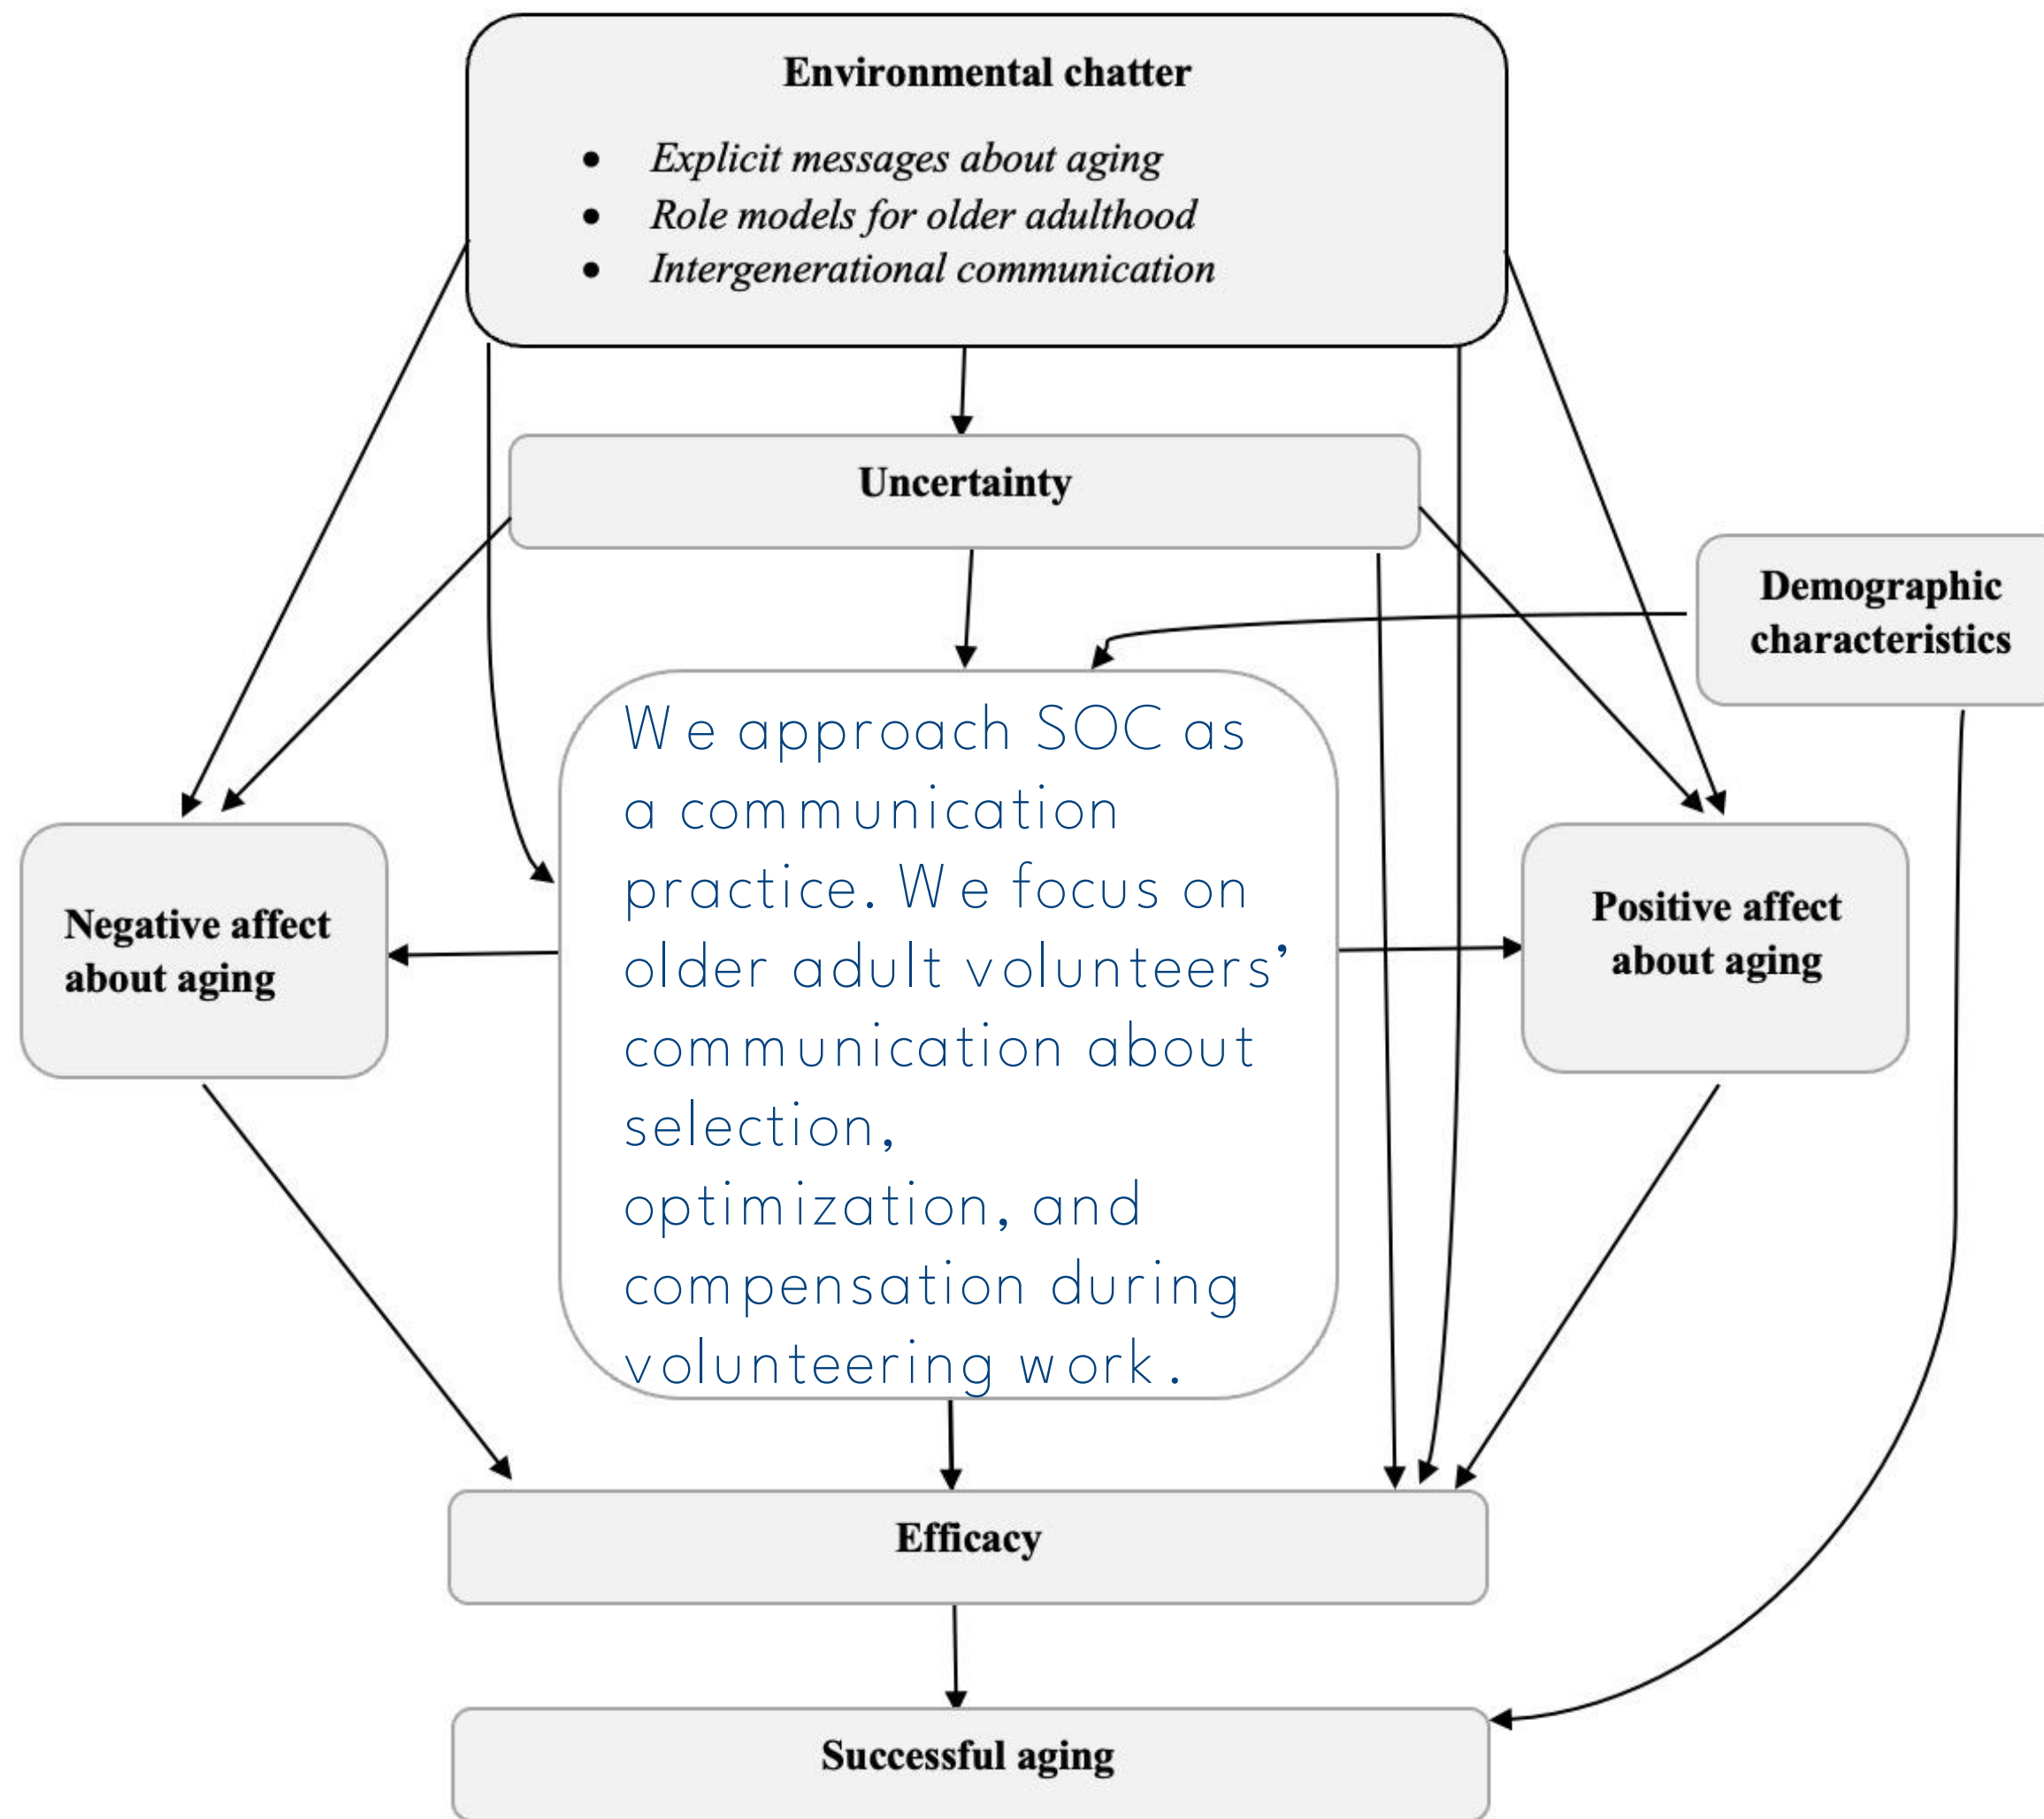 Environmental chatter
• Explicit messages about aging
• Role models for older adulthood
• Intergenerational communication
Uncertainty
Demographic
characteristics
We approach SOC as
a communication
practice. We focus on
older adult volunteers’
communication about
selection,
optimization, and
compensation during
volunteering work.
Negative affect
about aging
Positive affect
about aging
Efficacy
Successful aging